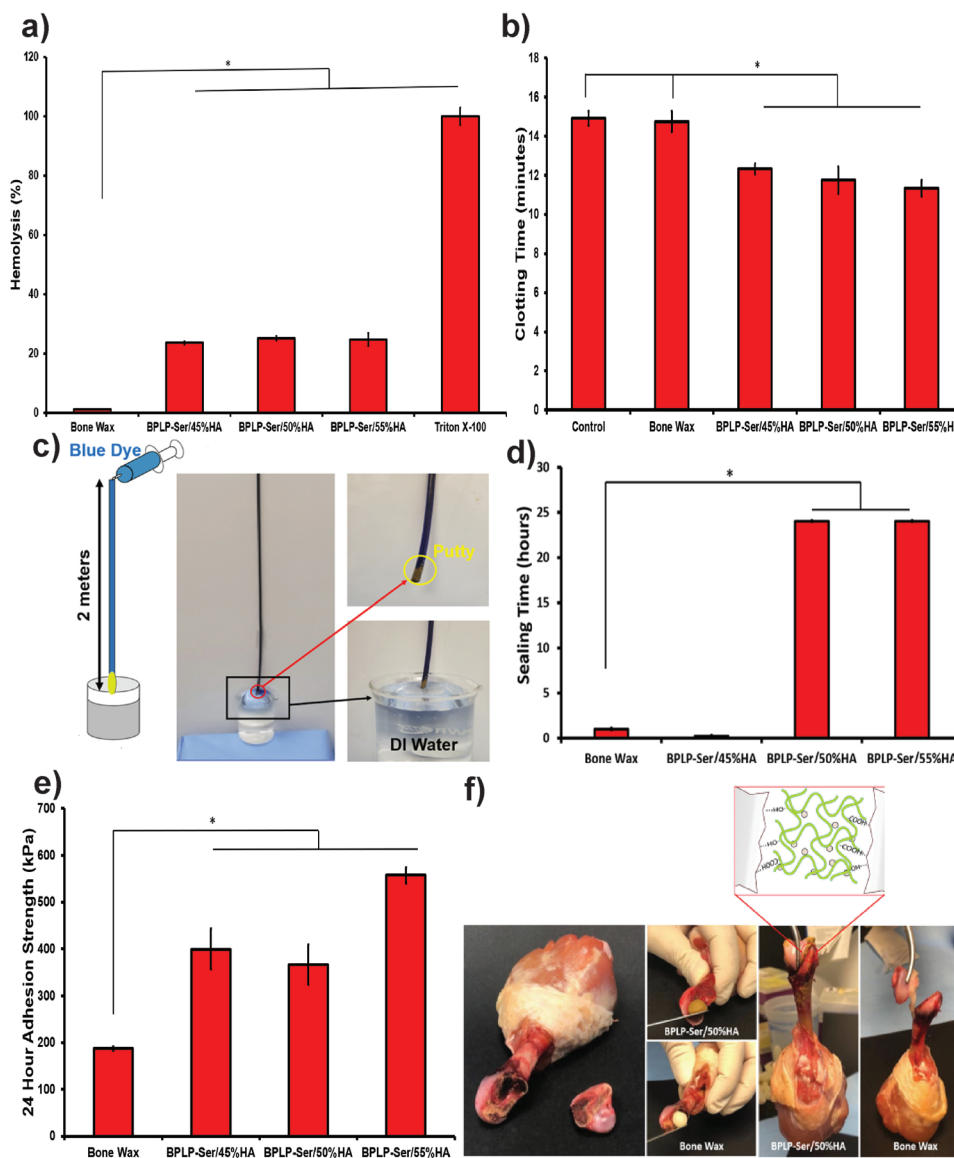 a)
120
100
80
60
40
20
0
Hemolysis (%)
*
Bone Wax BPLP-Ser/45%HA BPLP-Ser/50%HA BPLP-Ser/55%HA Triton X-100
b)
18
16
14
12
10
8
6
4
2
0
Clotting Time (minutes)
*
Control Bone Wax BPLP-Ser/45%HA BPLP-Ser/50%HA BPLP-Ser/55%HA
c)
Blue Dye
2 meters
Putty
DI Water
d)
30
25
20
15
10
5
0
Sealing Time (hours)
*
Bone Wax BPLP-Ser/45%HA BPLP-Ser/50%HA BPLP-Ser/55%HA
e)
700
600
500
400
300
200
100
0
24 Hour Adhesion Strength (kPa)
*
Bone Wax BPLP-Ser/45%HA BPLP-Ser/50%HA BPLP-Ser/55%HA
f)
HO
COOH
HO
COOH
HOOC
OH
BPLP-Ser/50%HA
Bone Wax
BPLP-Ser/50%HA
Bone Wax